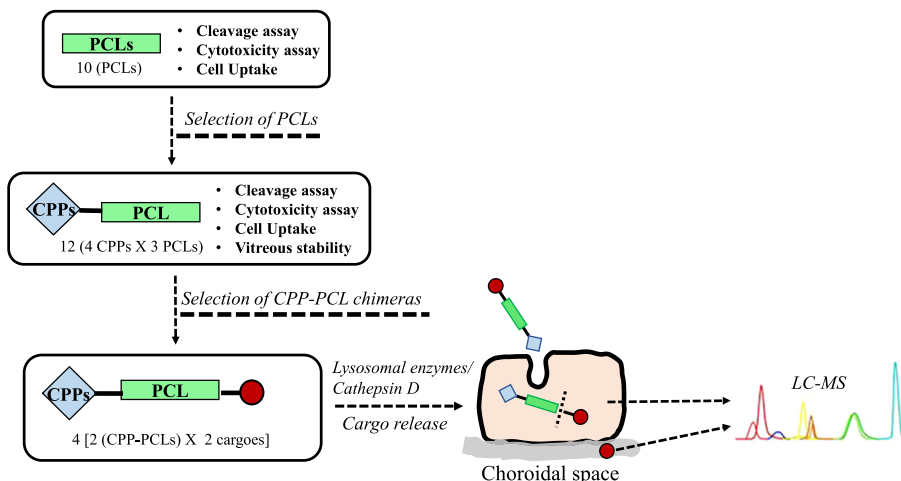 PCLs
10 (PCLs)
• Cleavage assay
• Cytotoxicity assay
• Cell Uptake
Selection of PCLs
CPPs
PCL
12 (4 CPPs X 3 PCLs)
• Cleavage assay
• Cytotoxicity assay
• Cell Uptake
• Vitreous stability
Selection of CPP-PCL chimeras
CPPs
PCL
4 [2 (CPP-PCLs) X 2 cargoes]
Lysosomal enzymes/
Cathepsin D
Cargo release
Choroidal space
LC-MS